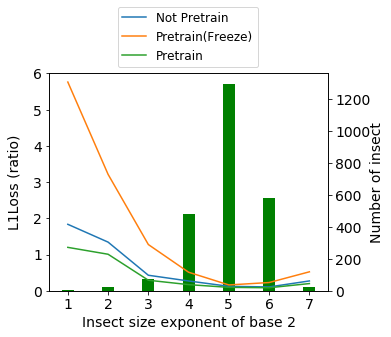 Not Pretrain
Pretrain(Freeze)
Pretrain
6
5
4
3
2
1
0
L1Loss (ratio)
1200
1000
800
600
400
200
0
Number of insect
1 2 3 4 5 6 7
Insect size exponent of base 2